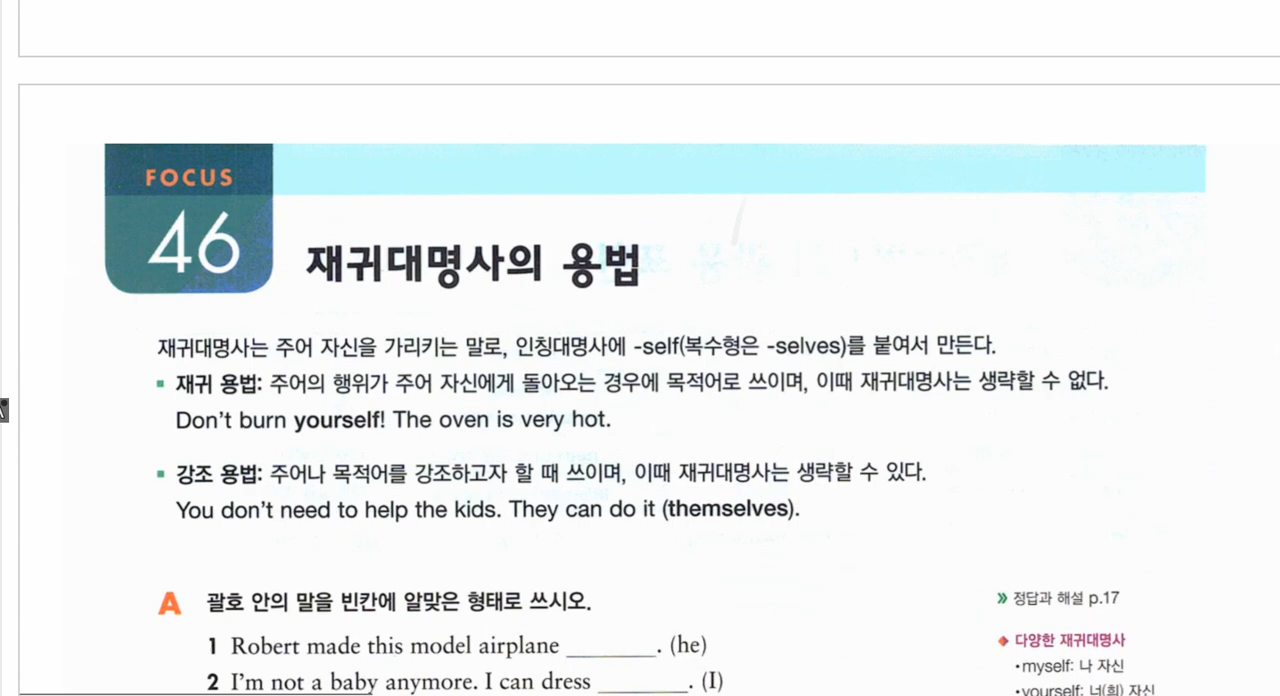 FOCUS
46
재귀대명사의 용법
재귀대명사는 주어 자신을 가리키는 말로, 인칭대명사에 -self(복수형은 -selves)를 붙여서 만든다.
▪ 재귀 용법: 주어의 행위가 주어 자신에게 돌아오는 경우에 목적어로 쓰이며, 이때 재귀대명사는 생략할 수 없다.
Don't burn yourself! The oven is very hot.
▪ 강조 용법: 주어나 목적어를 강조하고자 할 때 쓰이며, 이때 재귀대명사는 생략할 수 있다.
You don't need to help the kids. They can do it (themselves).
A 괄호 안의 말을 빈칸에 알맞은 형태로 쓰시오.
1 Robert made this model airplane ________. (he)
2 I'm not a baby anymore. I can dress ________. (I)
» 정답과 해설 p.17
◆ 다양한 재귀대명사
•myself: 나 자신
•yourself: 너(희) 자신